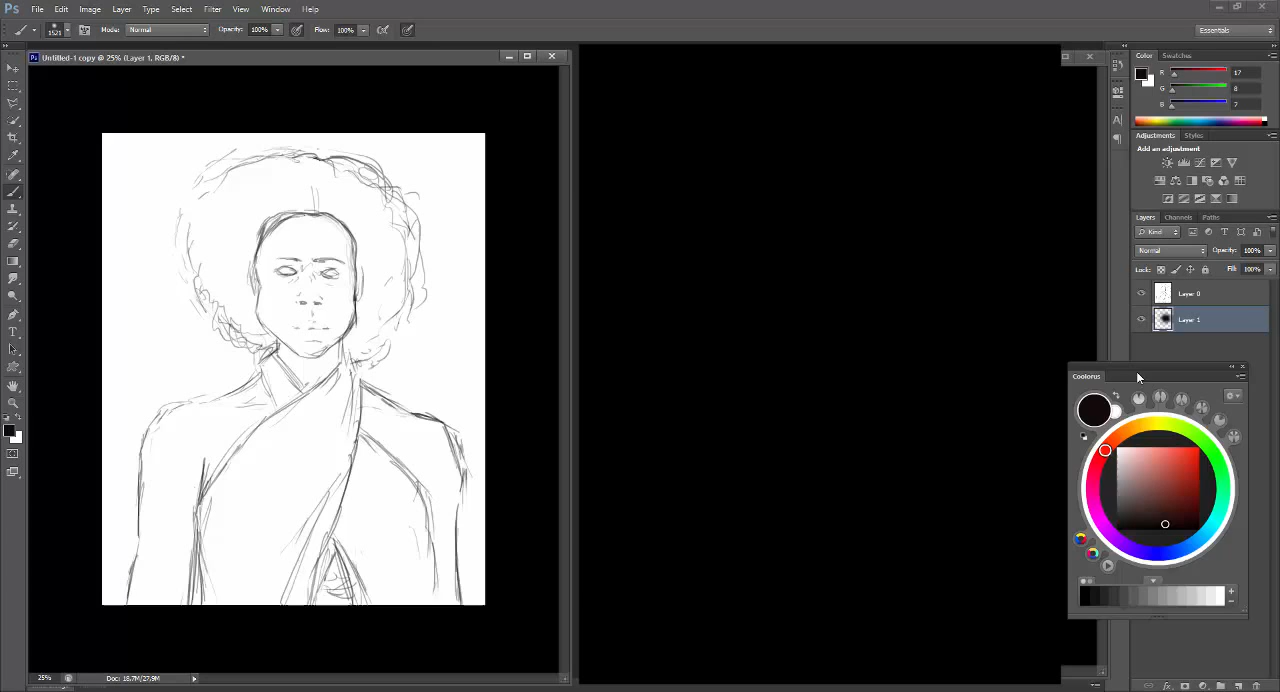 Ps File Edit Image Layer Type Select Filter View Window Help
1521 Mode: Normal Opacity: 100% Flow: 100% Essentials
Untitled-1 copy @ 25% (Layer 1, RGB/8) *
Color Swatches
R 17
G 8
B 7
Adjustments Styles
Add an adjustment
Layers Channels Paths
Kind
Normal Opacity: 100%
Lock: Fill: 100%
Layer 0
Layer 1
Coolorus
25% Doc: 18,7M/27,9M